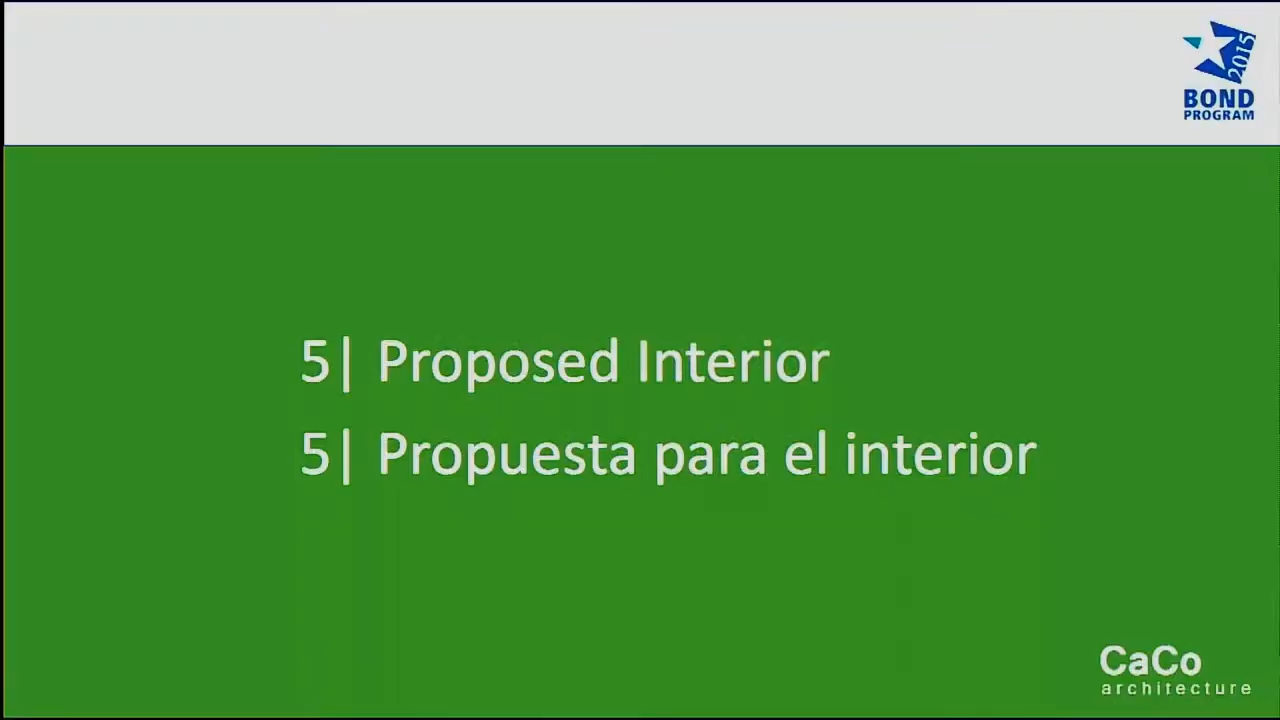 2015
BOND
PROGRAM
5| Proposed Interior
5| Propuesta para el interior
CaCo
architecture